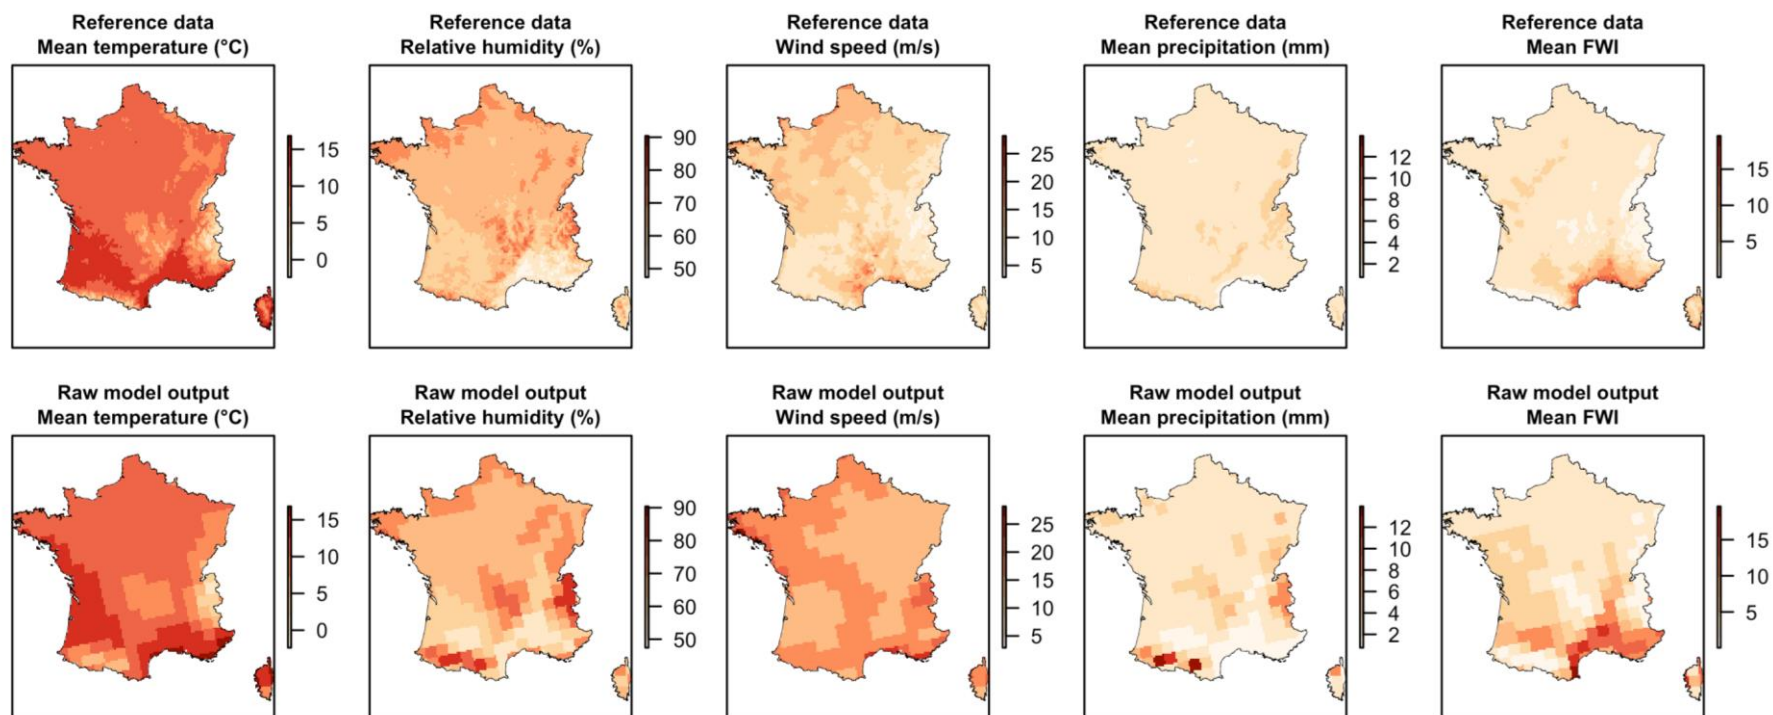 Reference data
Mean temperature (°C)
15
10
5
0
Reference data
Relative humidity (%)
90
80
70
60
50
Reference data
Wind speed (m/s)
25
20
15
10
5
Reference data
Mean precipitation (mm)
12
10
8
6
4
2
Reference data
Mean FWI
15
10
5
Raw model output
Mean temperature (°C)
15
10
5
0
Raw model output
Relative humidity (%)
90
80
70
60
50
Raw model output
Wind speed (m/s)
25
20
15
10
5
Raw model output
Mean precipitation (mm)
12
10
8
6
4
2
Raw model output
Mean FWI
15
10
5